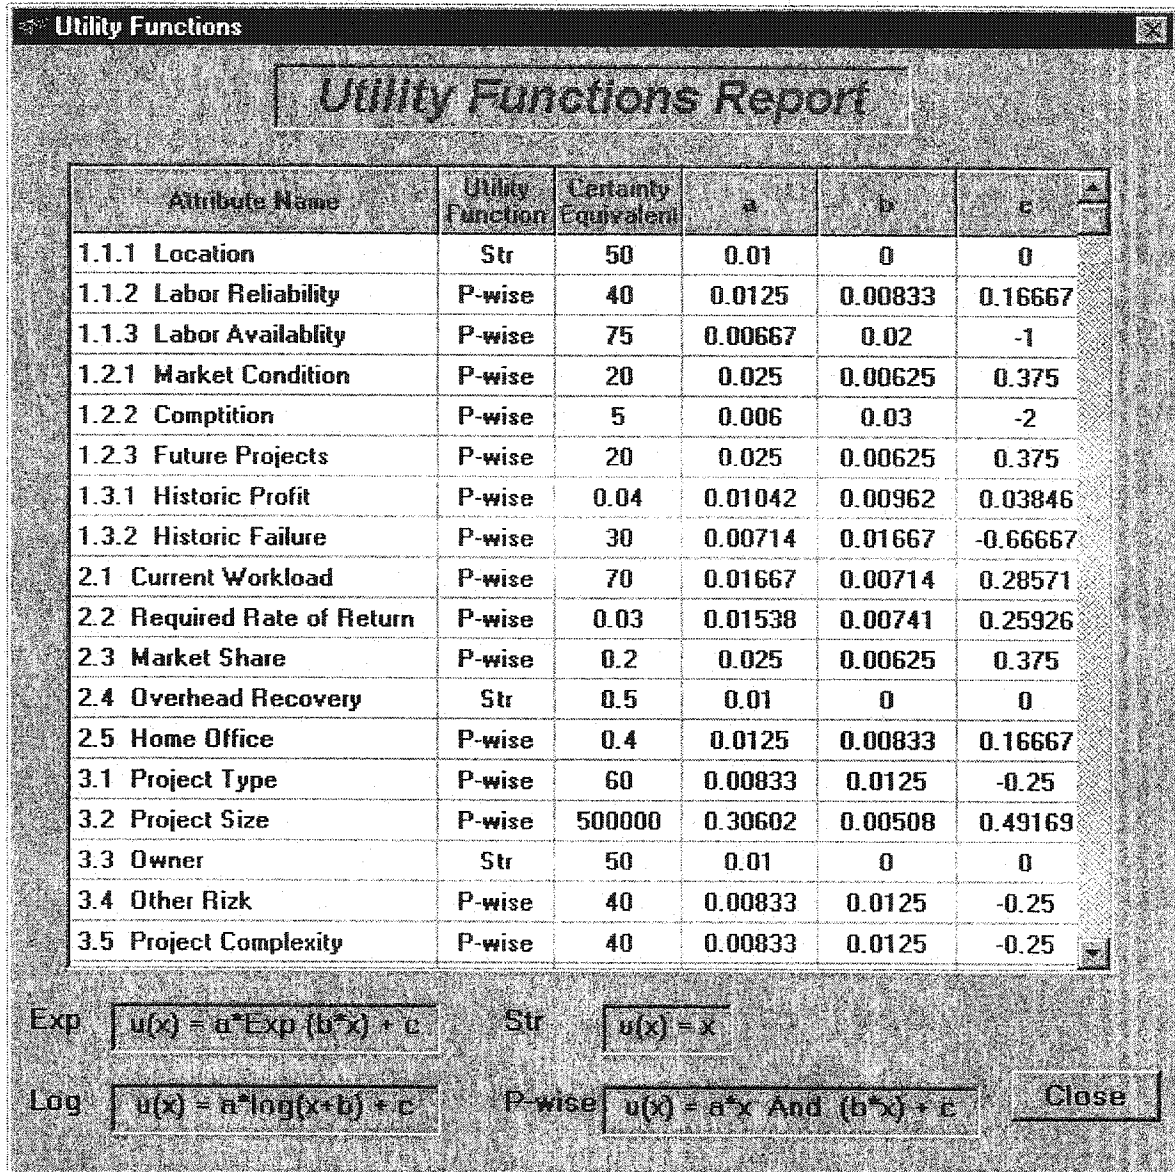 Utility Functions
Utility Functions Report
Attribute Name Utility Function Certainty Equivalent a b c
1.1.1 Location Str 50 0.01 0 0
1.1.2 Labor Reliability P-wise 40 0.0125 0.00833 0.16667
1.1.3 Labor Availablity P-wise 75 0.00667 0.02 -1
1.2.1 Market Condition P-wise 20 0.025 0.00625 0.375
1.2.2 Comptition P-wise 5 0.006 0.03 -2
1.2.3 Future Projects P-wise 20 0.025 0.00625 0.375
1.3.1 Historic Profit P-wise 0.04 0.01042 0.00962 0.03846
1.3.2 Historic Failure P-wise 30 0.00714 0.01667 -0.66667
2.1 Current Workload P-wise 70 0.01667 0.00714 0.28571
2.2 Required Rate of Return P-wise 0.03 0.01538 0.00741 0.25926
2.3 Market Share P-wise 0.2 0.025 0.00625 0.375
2.4 Overhead Recovery Str 0.5 0.01 0 0
2.5 Home Office P-wise 0.4 0.0125 0.00833 0.16667
3.1 Project Type P-wise 60 0.00833 0.0125 -0.25
3.2 Project Size P-wise 500000 0.30602 0.00508 0.49169
3.3 Owner Str 50 0.01 0 0
3.4 Other Rizk P-wise 40 0.00833 0.0125 -0.25
3.5 Project Complexity P-wise 40 0.00833 0.0125 -0.25
Exp u(x) = a*Exp (b*x) + c Str u(x) = x
Log u(x) = a*log(x+b) + c P-wise u(x) = a*x And (b*x) + c Close